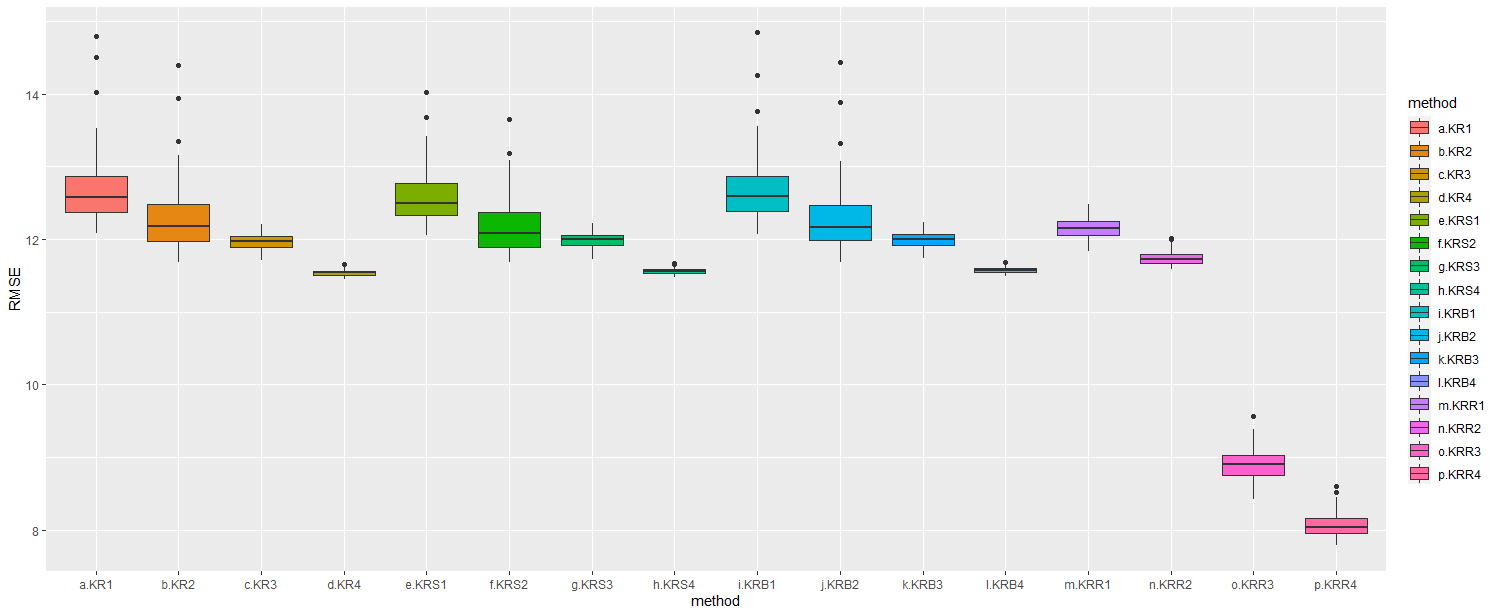 RMSE
14
12
10
8
a.KR1 b.KR2 c.KR3 d.KR4 e.KRS1 f.KRS2 g.KRS3 h.KRS4 i.KRB1 j.KRB2 k.KRB3 l.KRB4 m.KRR1 n.KRR2 o.KRR3 p.KRR4
method
method
a.KR1
b.KR2
c.KR3
d.KR4
e.KRS1
f.KRS2
g.KRS3
h.KRS4
i.KRB1
j.KRB2
k.KRB3
l.KRB4
m.KRR1
n.KRR2
o.KRR3
p.KRR4